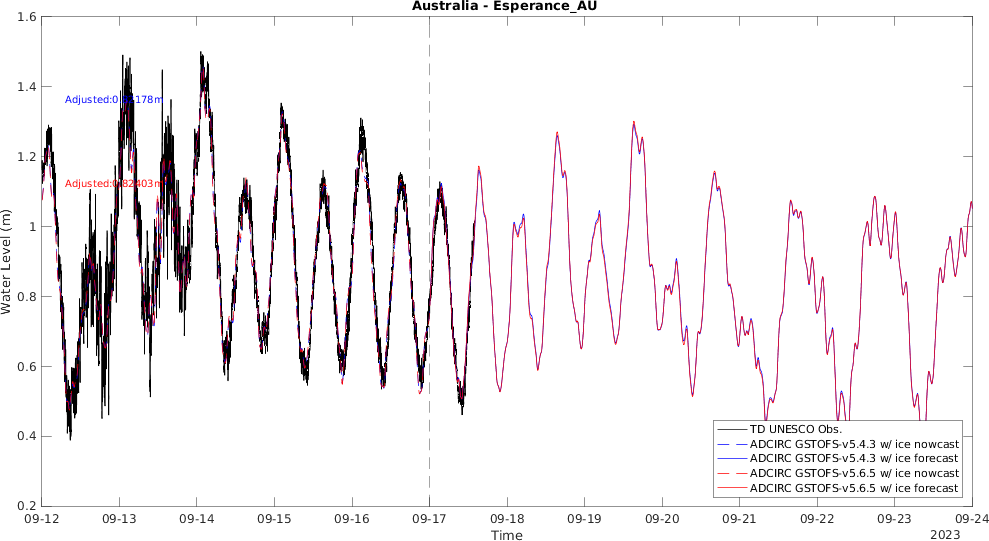 Australia - Esperance_AU
1.6
1.4
1.2
1
0.8
0.6
0.4
0.2
Water Level (m)
Adjusted:
Adjusted:0.82403m
09-12 09-13 09-14 09-15 09-16 09-17 09-18 09-19 09-20 09-21 09-22 09-23 09-24
Time
2023
TD UNESCO Obs.
ADCIRC GSTOFS-v5.4.3 w/ ice nowcast
ADCIRC GSTOFS-v5.4.3 w/ ice forecast
ADCIRC GSTOFS-v5.6.5 w/ ice nowcast
ADCIRC GSTOFS-v5.6.5 w/ ice forecast